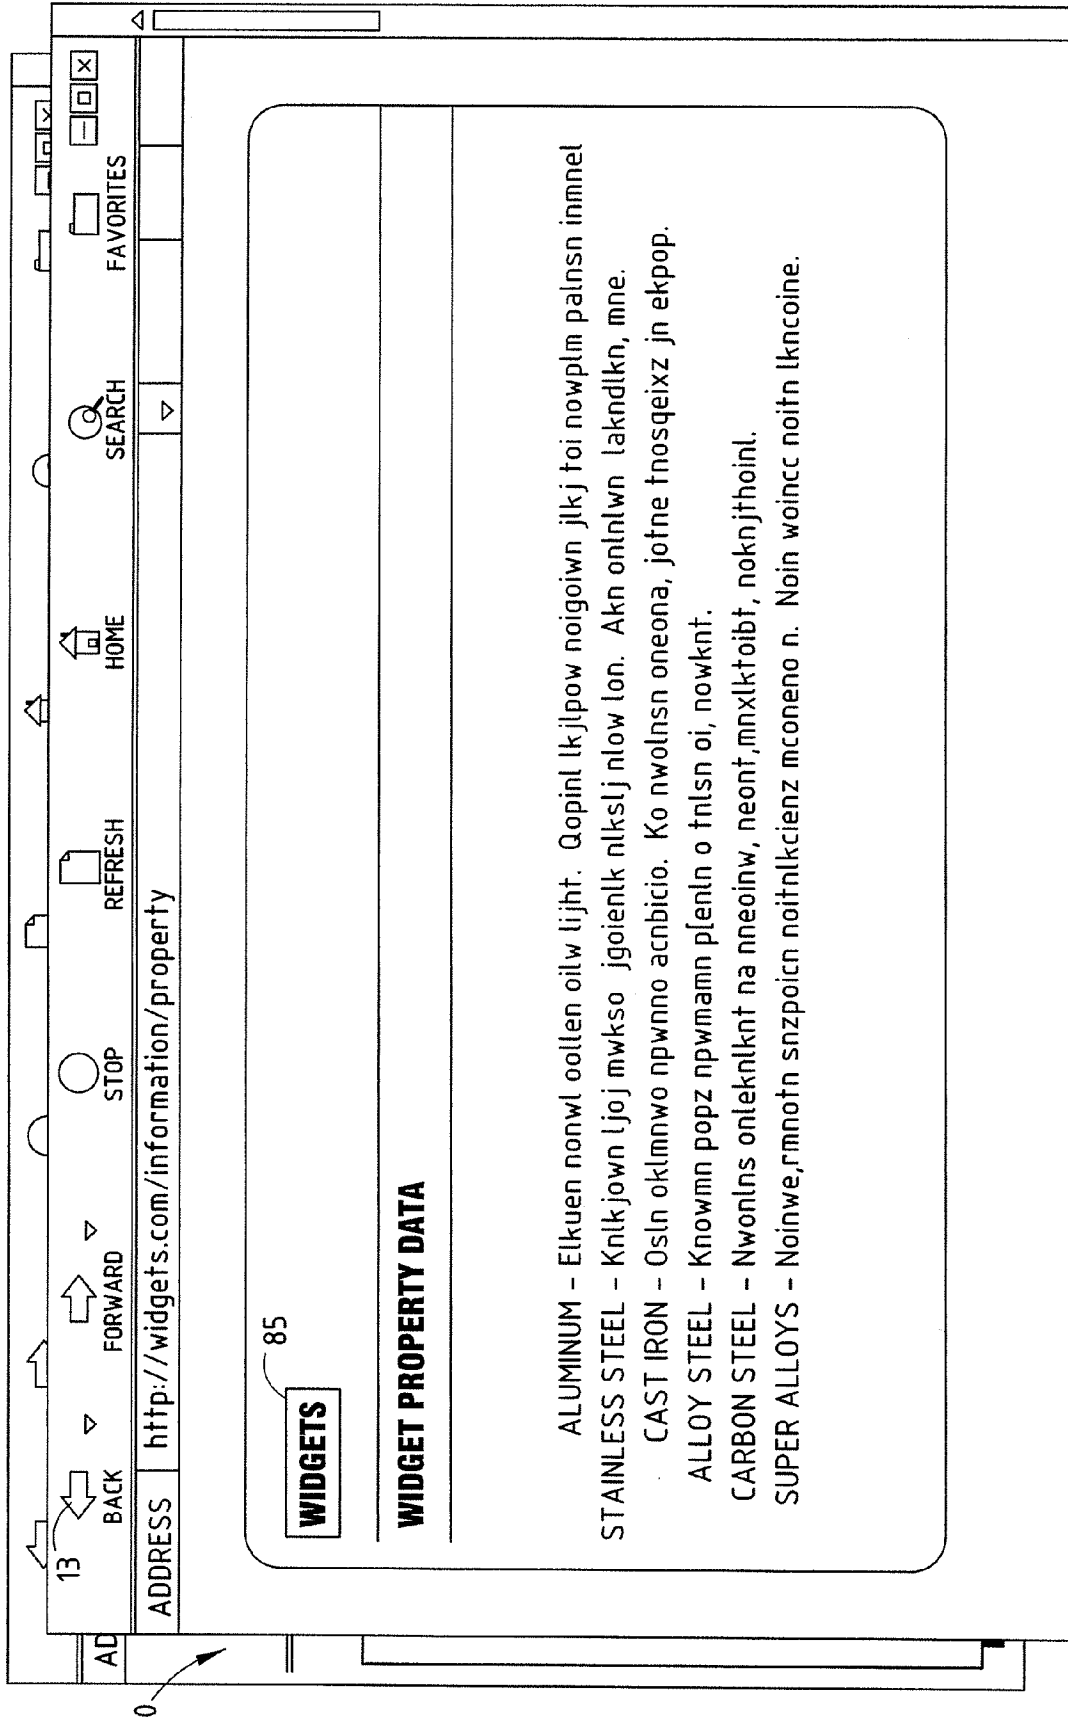 13
BACK FORWARD STOP REFRESH HOME SEARCH FAVORITES
AD
ADDRESS http://widgets.com/information/property
0
WIDGETS 85
WIDGET PROPERTY DATA
ALUMINUM – Elkuen nonwl oollen oilw lijht. Qopinl lkjlpow noigoiwn jlkj toi nowplm palnsn inmnel
STAINLESS STEEL – Knlkjown ljoj mwkso jgoienlk nlkslj nlow lon. Akn onlnlwn lakndlkn, mne.
CAST IRON – Osln oklmnwo npwnno acnbicio. Ko nwolnsn oneona, jotne tnosqeixz jn ekpop.
ALLOY STEEL – Knowmn popz npwmamn p[enln o tnlsn oi, nowknt.
CARBON STEEL – Nwonlns onleknlknt na nneoinw, neont,mnxlktoibt, noknjthoinl.
SUPER ALLOYS – Noinwe,rmnotn snzpoicn noitnlkcienz mconeno n. Noin woincc noitn lkncoine.